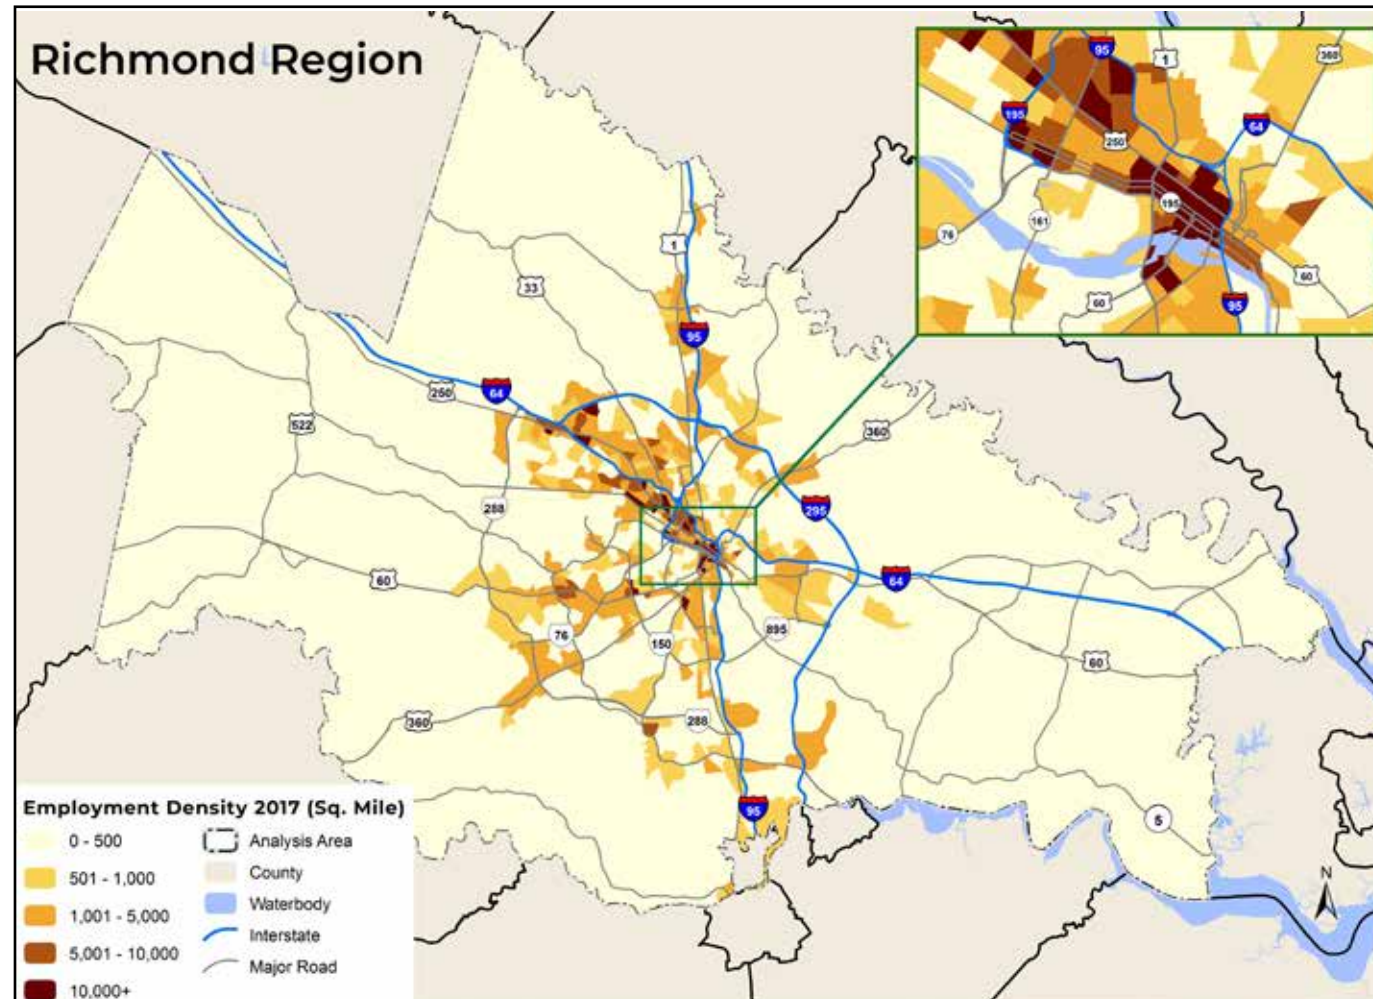 Richmond Region
95
1
360
195
64
250
195
161
76
60
60
95
1
33
95
64
250
360
522
288
295
60
64
76
150
895
60
360
288
95
5
Employment Density 2017 (Sq. Mile)
0 - 500
501 - 1,000
1,001 - 5,000
5,001 - 10,000
10,000+
Analysis Area
County
Waterbody
Interstate
Major Road
N